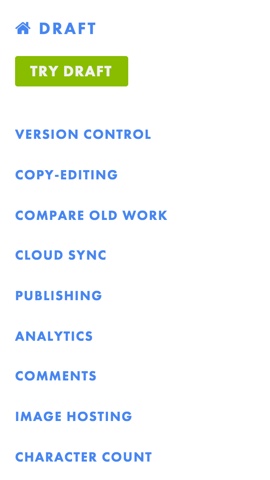 DRAFT
TRY DRAFT
VERSION CONTROL
COPY-EDITING
COMPARE OLD WORK
CLOUD SYNC
PUBLISHING
ANALYTICS
COMMENTS
IMAGE HOSTING
CHARACTER COUNT